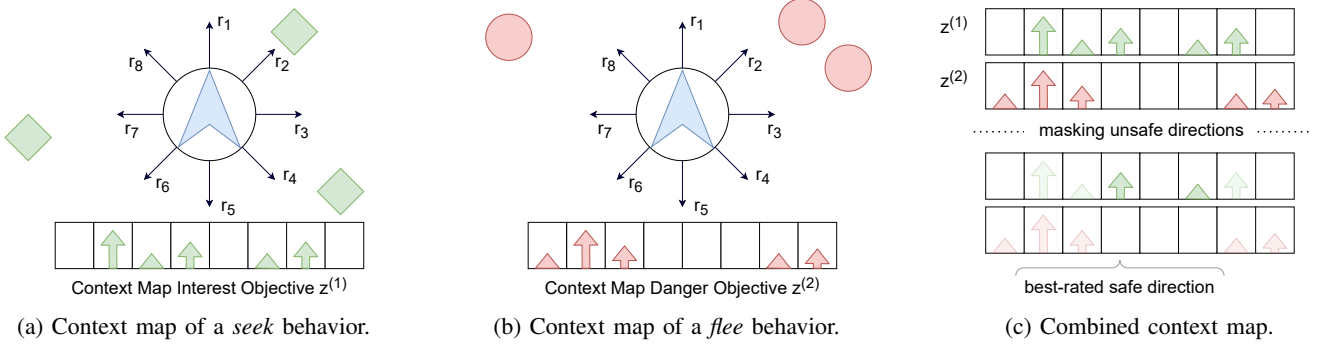 r1
r2
r3
r4
r5
r6
r7
r8
Context Map Interest Objective z(1)
(a) Context map of a seek behavior.
r1
r2
r3
r4
r5
r6
r7
r8
Context Map Danger Objective z(2)
(b) Context map of a flee behavior.
z(1)
z(2)
masking unsafe directions
best-rated safe direction
(c) Combined context map.